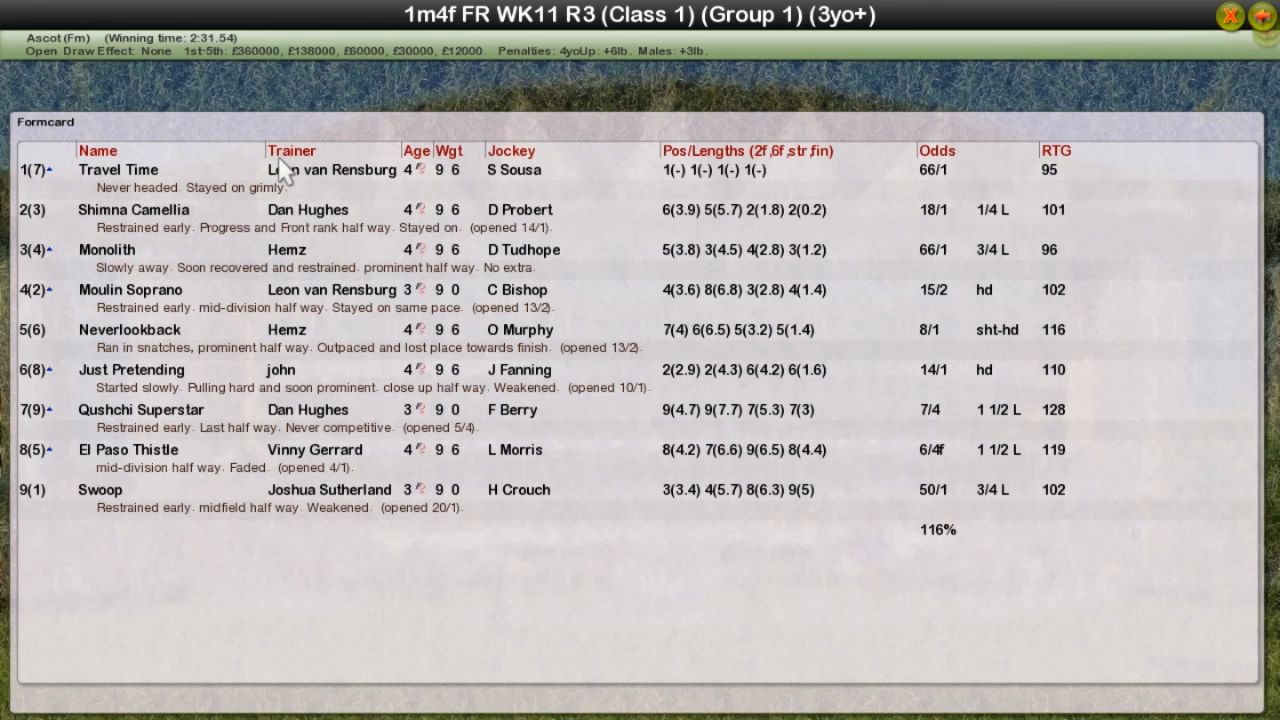 1m4f FR WK11 R3 (Class 1) (Group 1) (3yo+)
Ascot(Fm) (Winning time: 2:31.54)
Open Draw Effect: None 1st-5th: £360000, £138000, £60000, £30000, £12000. Penalties: 4yoUp: +6lb. Males: +3lb.
Formcard
Name Trainer Age Wgt Jockey Pos/Lengths (2f,6f,str,fin) Odds RTG
1(7) Travel Time Leon van Rensburg 4 9 6 S Sousa 1(-) 1(-) 1(-) 1(-) 66/1 95
Never headed. Stayed on grimly.
2(3) Shimna Camellia Dan Hughes 4 9 6 D Probert 6(3.9) 5(5.7) 2(1.8) 2(0.2) 18/1 1/4 L 101
Restrained early. Progress and Front rank half way. Stayed on. (opened 14/1).
3(4) Monolith Hemz 4 9 6 D Tudhope 5(3.8) 3(4.5) 4(2.8) 3(1.2) 66/1 3/4 L 96
Slowly away. Soon recovered and restrained. prominent half way. No extra.
4(2) Moulin Soprano Leon van Rensburg 3 9 0 C Bishop 4(3.6) 8(6.8) 3(2.8) 4(1.4) 15/2 hd 102
Restrained early. mid-division half way. Stayed on same pace. (opened 13/2).
5(6) Neverlookback Hemz 4 9 6 O Murphy 7(4) 6(6.5) 5(3.2) 5(1.4) 8/1 sht-hd 116
Ran in snatches, prominent half way. Outpaced and lost place towards finish. (opened 13/2).
6(8) Just Pretending john 4 9 6 J Fanning 2(2.9) 2(4.3) 6(4.2) 6(1.6) 14/1 hd 110
Started slowly. Pulling hard and soon prominent. close up half way. Weakened. (opened 10/1).
7(9) Qushchi Superstar Dan Hughes 3 9 0 F Berry 9(4.7) 9(7.7) 7(5.3) 7(3) 7/4 1 1/2 L 128
Restrained early. Last half way. Never competitive. (opened 5/4).
8(5) El Paso Thistle Vinny Gerrard 4 9 6 L Morris 8(4.2) 7(6.6) 9(6.5) 8(4.4) 6/4f 1 1/2 L 119
mid-division half way. Faded. (opened 4/1).
9(1) Swoop Joshua Sutherland 3 9 0 H Crouch 3(3.4) 4(5.7) 8(6.3) 9(5) 50/1 3/4 L 102
Restrained early. midfield half way. Weakened. (opened 20/1).
116%